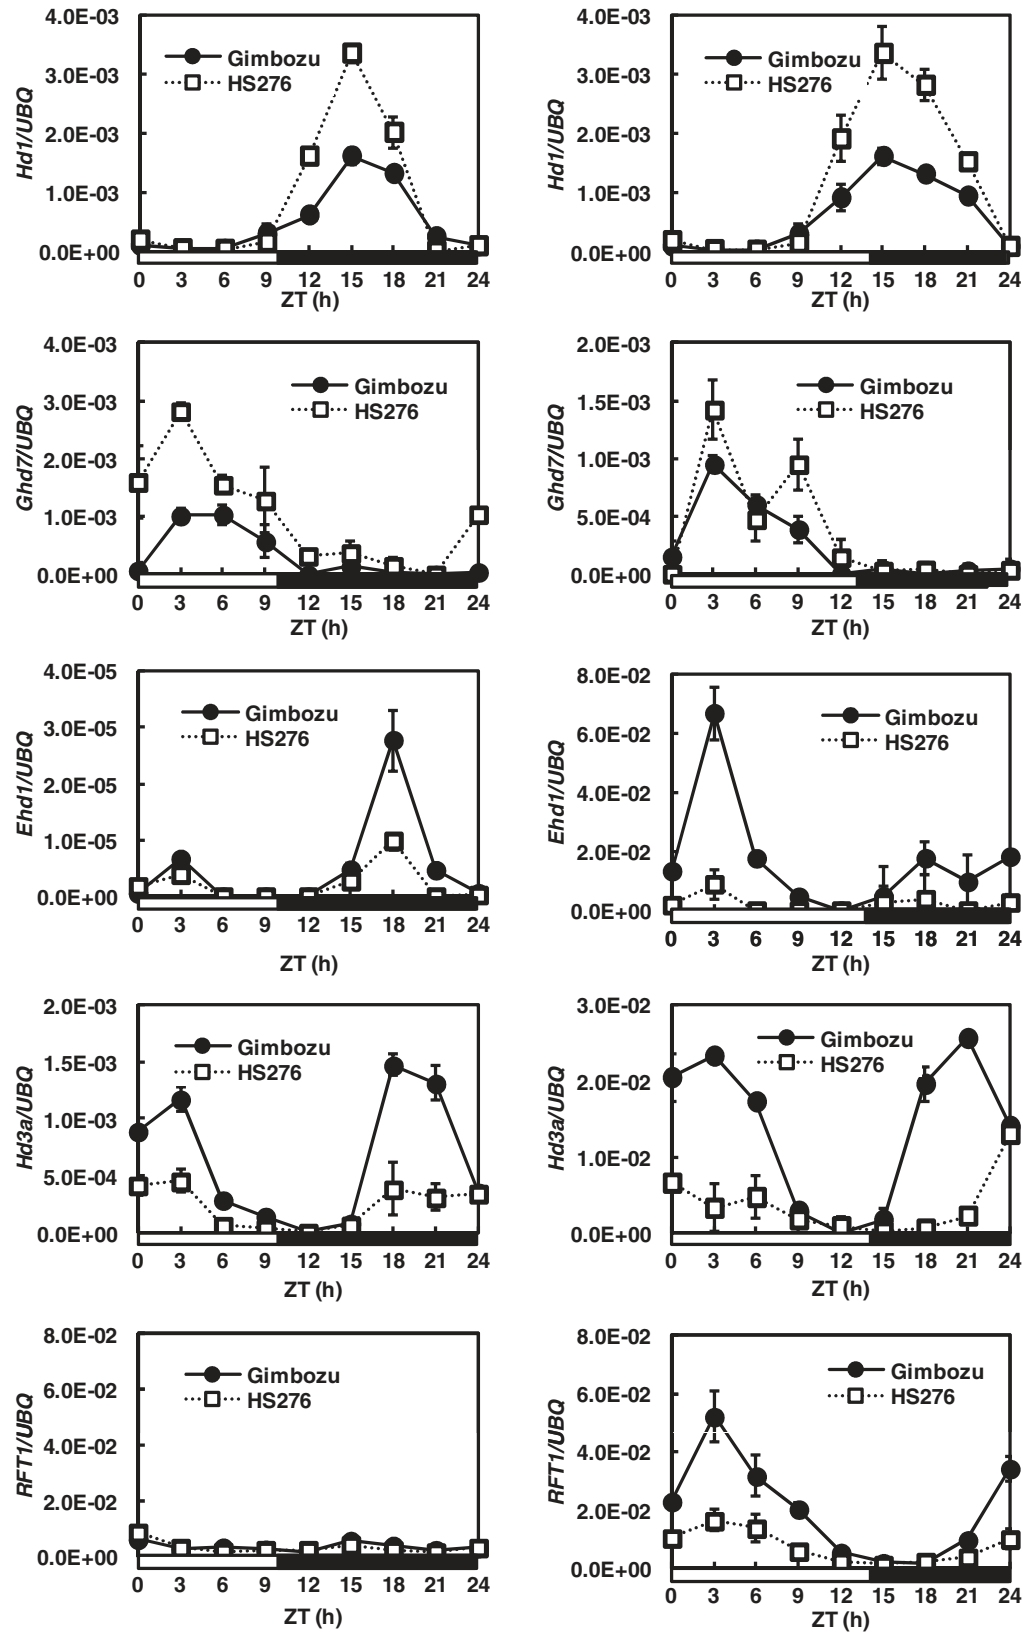 4.0E-03
3.0E-03
2.0E-03
1.0E-03
0.0E+00
Hd1/UBQ
Gimbozu
HS276
0 3 6 9 12 15 18 21 24
ZT (h)
4.0E-03
3.0E-03
2.0E-03
1.0E-03
0.0E+00
Hd1/UBQ
Gimbozu
HS276
0 3 6 9 12 15 18 21 24
ZT (h)
4.0E-03
3.0E-03
2.0E-03
1.0E-03
0.0E+00
Ghd7/UBQ
Gimbozu
HS276
0 3 6 9 12 15 18 21 24
ZT (h)
2.0E-03
1.5E-03
1.0E-03
5.0E-04
0.0E+00
Ghd7/UBQ
Gimbozu
HS276
0 3 6 9 12 15 18 21 24
ZT (h)
4.0E-05
3.0E-05
2.0E-05
1.0E-05
0.0E+00
Ehd1/UBQ
Gimbozu
HS276
0 3 6 9 12 15 18 21 24
ZT (h)
8.0E-02
6.0E-02
4.0E-02
2.0E-02
0.0E+00
Ehd1/UBQ
Gimbozu
HS276
0 3 6 9 12 15 18 21 24
ZT (h)
2.0E-03
1.5E-03
1.0E-03
5.0E-04
0.0E+00
Hd3a/UBQ
Gimbozu
HS276
0 3 6 9 12 15 18 21 24
ZT (h)
3.0E-02
2.0E-02
1.0E-02
0.0E+00
Hd3a/UBQ
Gimbozu
HS276
0 3 6 9 12 15 18 21 24
ZT (h)
8.0E-02
6.0E-02
4.0E-02
2.0E-02
0.0E+00
RFT1/UBQ
Gimbozu
HS276
0 3 6 9 12 15 18 21 24
ZT (h)
8.0E-02
6.0E-02
4.0E-02
2.0E-02
0.0E+00
RFT1/UBQ
Gimbozu
HS276
0 3 6 9 12 15 18 21 24
ZT (h)